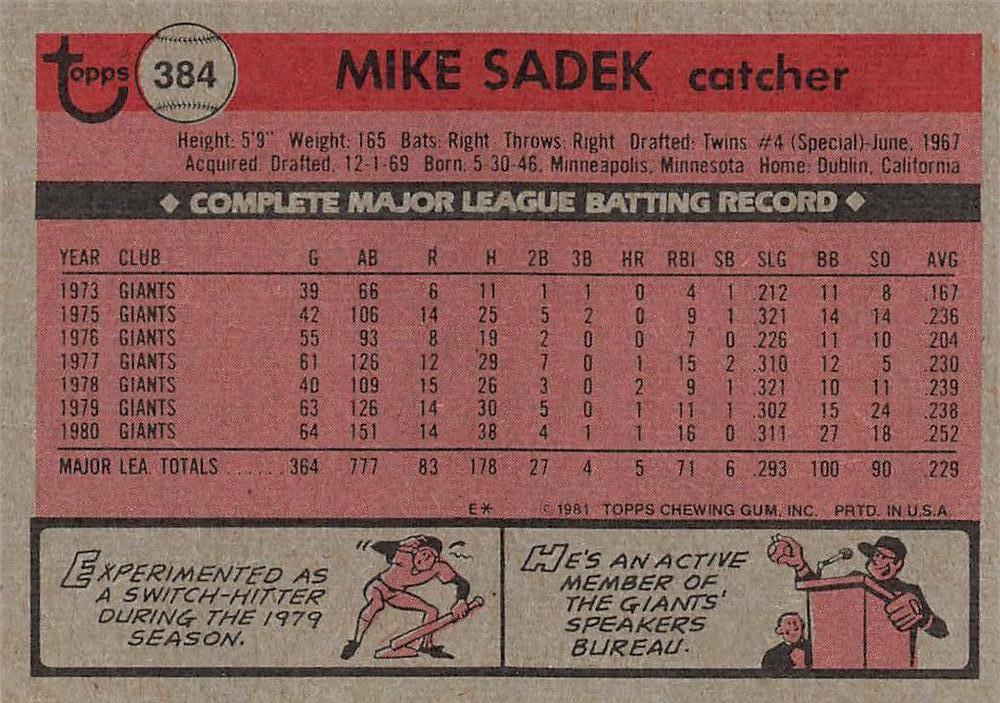 Topps 384 MIKE SADEK catcher
Height: 5'9" Weight: 165 Bats: Right Throws: Right Drafted: Twins #4 (Special)-June, 1967
Acquired: Drafted, 12-1-69 Born: 5-30-46, Minneapolis, Minnesota Home: Dublin, California
◆ COMPLETE MAJOR LEAGUE BATTING RECORD ◆
YEAR CLUB G AB R H 2B 3B HR RBI SB SLG BB SO AVG
1973 GIANTS 39 66 6 11 1 1 0 4 1 .212 11 8 .167
1975 GIANTS 42 106 14 25 5 2 0 9 1 .321 14 14 .236
1976 GIANTS 55 93 8 19 2 0 0 7 0 .226 11 10 .204
1977 GIANTS 61 126 12 29 7 0 1 15 2 .310 12 5 .230
1978 GIANTS 40 109 15 26 3 0 2 9 1 .321 10 11 .239
1979 GIANTS 63 126 14 30 5 0 1 11 1 .302 15 24 .238
1980 GIANTS 64 151 14 38 4 1 1 16 0 .311 27 18 .252
MAJOR LEA. TOTALS ......364 777 83 178 27 4 5 71 6 .293 100 90 .229
E* © 1981 TOPPS CHEWING GUM, INC. PRTD. IN U.S.A.
EXPERIMENTED AS
A SWITCH-HITTER
DURING THE 1979
SEASON.
HE'S AN ACTIVE
MEMBER OF
THE GIANTS'
SPEAKERS
BUREAU.